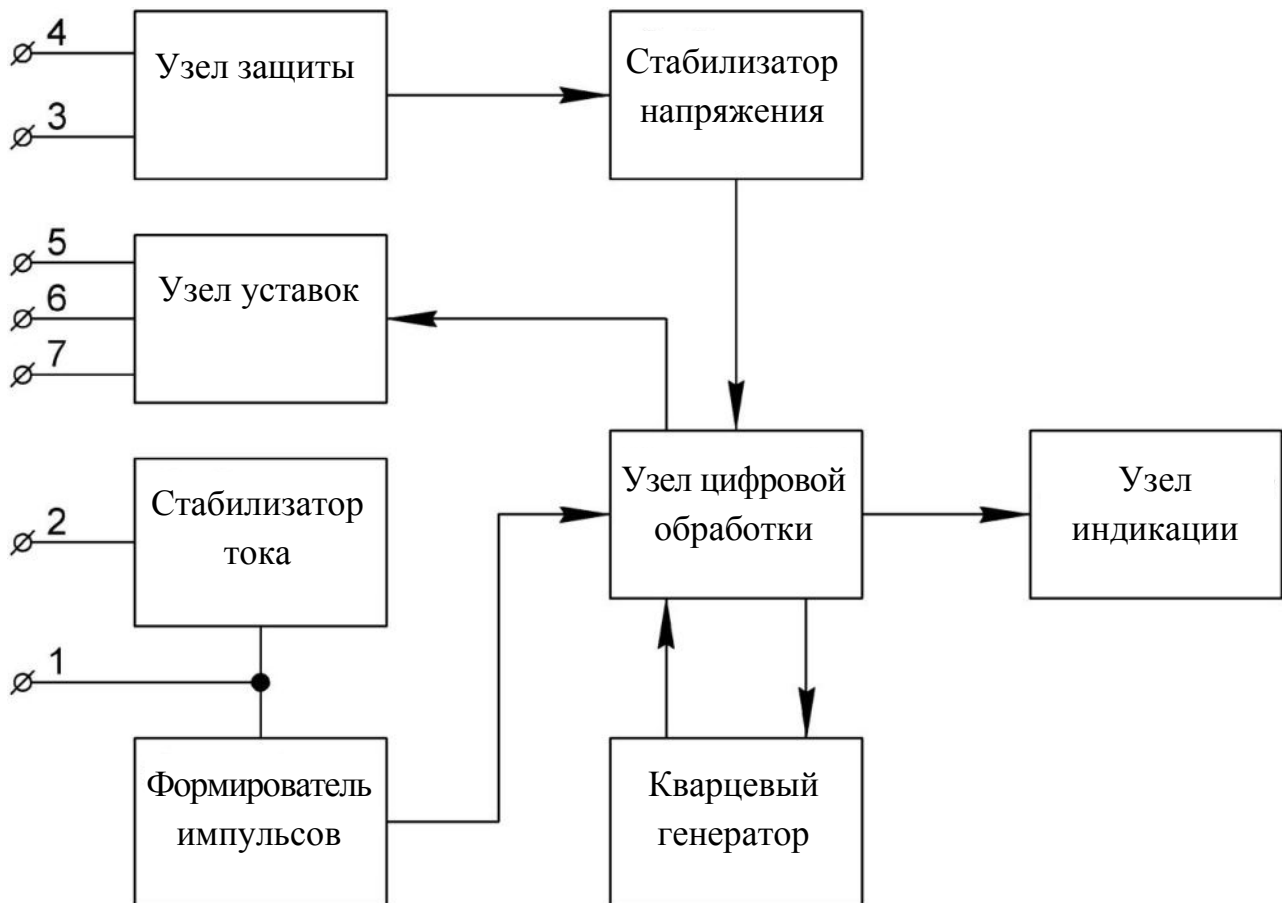 4
Узел защиты
3
Стабилизатор
напряжения
5
6
7
Узел уставок
2
Стабилизатор
тока
Узел цифровой
обработки
Узел
индикации
1
Формирователь
импульсов
Кварцевый
генератор